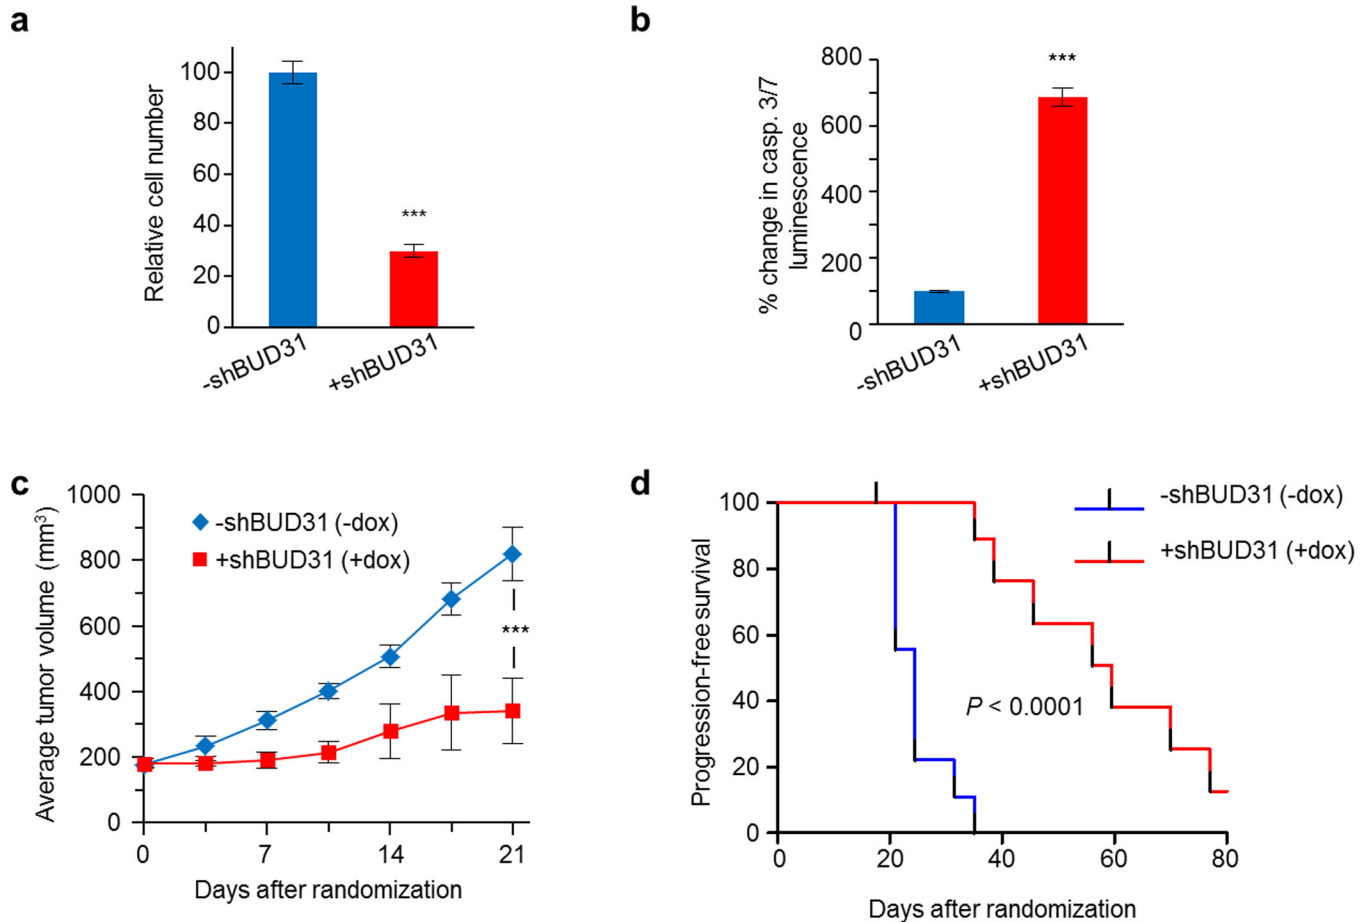 a
Relative cell number
100
80
60
40
20
0
-shBUD31
+shBUD31
***
b
% change in casp. 3/7
luminescence
800
600
400
200
0
-shBUD31
+shBUD31
***
c
Average tumor volume (mm³)
1000
800
600
400
200
0
-shBUD31 (-dox)
+shBUD31 (+dox)
***
0
7
14
21
Days after randomization
d
Progression-free survival
100
80
60
40
20
0
-shBUD31 (-dox)
+shBUD31 (+dox)
P < 0.0001
0
20
40
60
80
Days after randomization